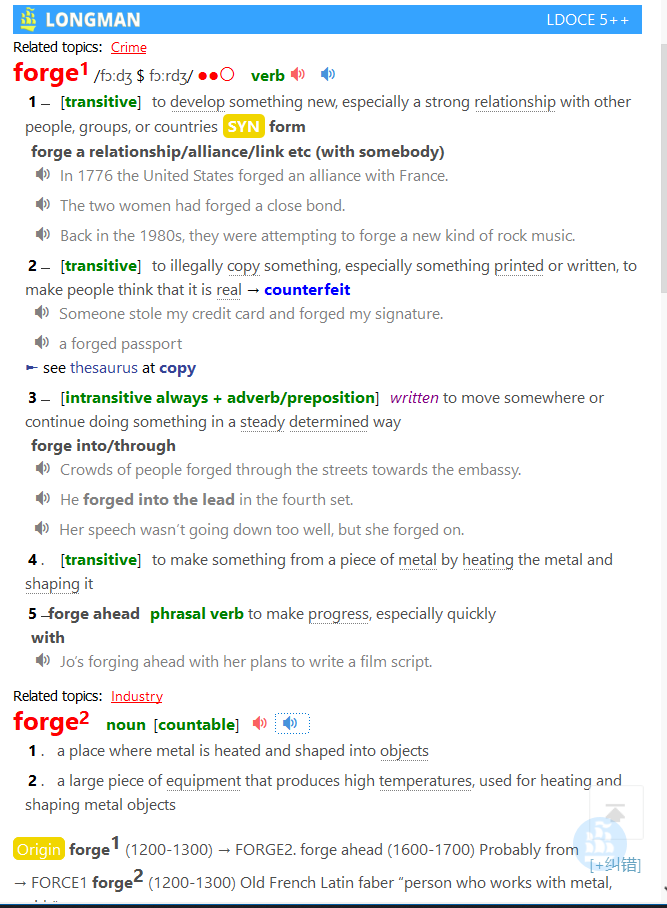 LONGMAN LDOCE 5++
Related topics: Crime
forge1 /fɔːdʒ $ fɔːrdʒ/ ●●○ verb
1 – [transitive] to develop something new, especially a strong relationship with other
people, groups, or countries SYN form
forge a relationship/alliance/link etc (with somebody)
In 1776 the United States forged an alliance with France.
The two women had forged a close bond.
Back in the 1980s, they were attempting to forge a new kind of rock music.
2 – [transitive] to illegally copy something, especially something printed or written, to
make people think that it is real → counterfeit
Someone stole my credit card and forged my signature.
a forged passport
► see thesaurus at copy
3 – [intransitive always + adverb/preposition] written to move somewhere or
continue doing something in a steady determined way
forge into/through
Crowds of people forged through the streets towards the embassy.
He forged into the lead in the fourth set.
Her speech wasn’t going down too well, but she forged on.
4 . [transitive] to make something from a piece of metal by heating the metal and
shaping it
5 – forge ahead phrasal verb to make progress, especially quickly
with
Jo’s forging ahead with her plans to write a film script.
Related topics: Industry
forge2 noun [countable]
1 . a place where metal is heated and shaped into objects
2 . a large piece of equipment that produces high temperatures, used for heating and
shaping metal objects
Origin forge1 (1200-1300) → FORGE2. forge ahead (1600-1700) Probably from
[+纠错]
→ FORCE1 forge2 (1200-1300) Old French Latin faber “person who works with metal,